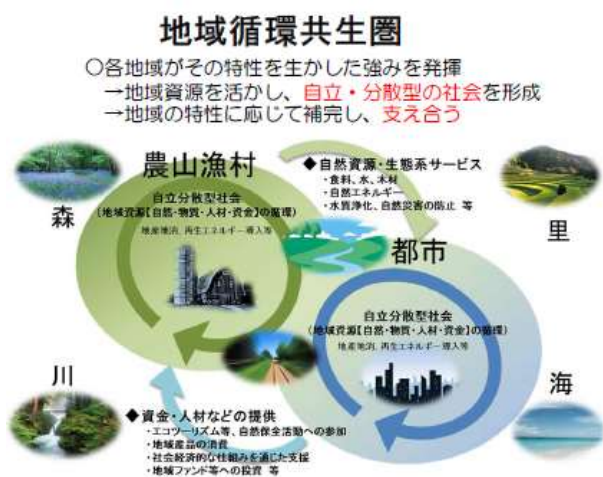 地域循環共生圏
○各地域がその特性を生かした強みを発揮
→地域資源を活かし、自立・分散型の社会を形成
→地域の特性に応じて補完し、支え合う
農山漁村
森
自立分散型社会
(地域資源【自然・物質・人材・資金】の循環)
地産地消、再生エネルギー導入等
◆自然資源・生態系サービス
・食料、水、木材
・自然エネルギー
・水質浄化、自然災害の防止 等
里
都市
自立分散型社会
(地域資源【自然・物質・人材・資金】の循環)
地産地消、再生エネルギー導入等
川
海
◆資金・人材などの提供
・エコツーリズム等、自然保全活動への参加
・地域産品の消費
・社会経済的な仕組みを通じた支援
・地域ファンド等への投資 等